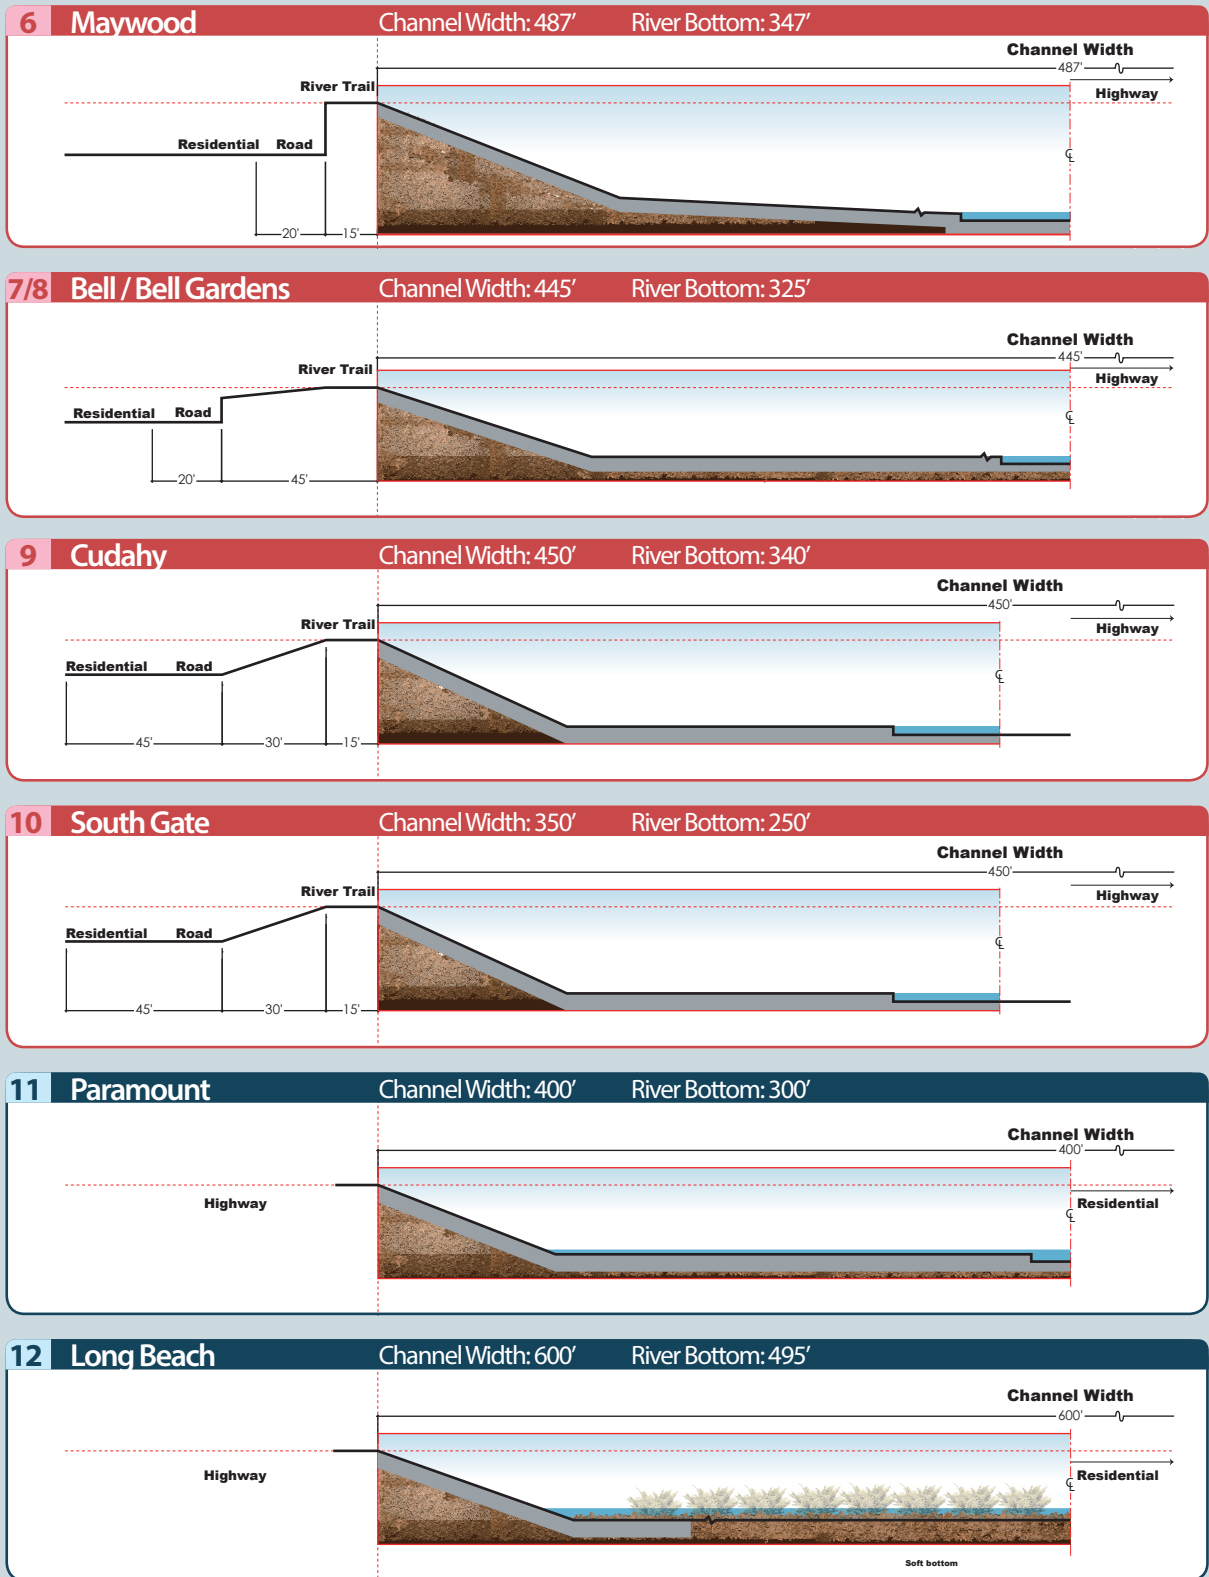 6 Maywood Channel Width: 487′ River Bottom: 347′
Channel Width
487'
River Trail
Highway
Residential Road
℄
20' 15'
7/8 Bell / Bell Gardens Channel Width: 445′ River Bottom: 325′
Channel Width
445'
River Trail
Highway
Residential Road
℄
20' 45'
9 Cudahy Channel Width: 450′ River Bottom: 340′
Channel Width
450'
River Trail
Highway
Residential Road
℄
45' 30' 15'
10 South Gate Channel Width: 350′ River Bottom: 250′
Channel Width
450'
River Trail
Highway
Residential Road
℄
45' 30' 15'
11 Paramount Channel Width: 400′ River Bottom: 300′
Channel Width
400'
Highway
Residential
℄
12 Long Beach Channel Width: 600′ River Bottom: 495′
Channel Width
600'
Highway
Residential
℄
Soft bottom